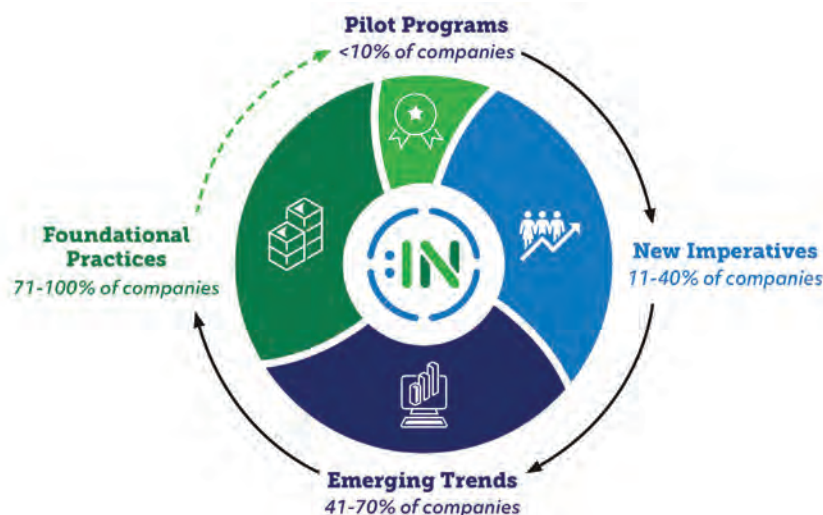 Pilot Programs
<10% of companies
New Imperatives
11-40% of companies
Emerging Trends
41-70% of companies
Foundational
Practices
71-100% of companies
:IN